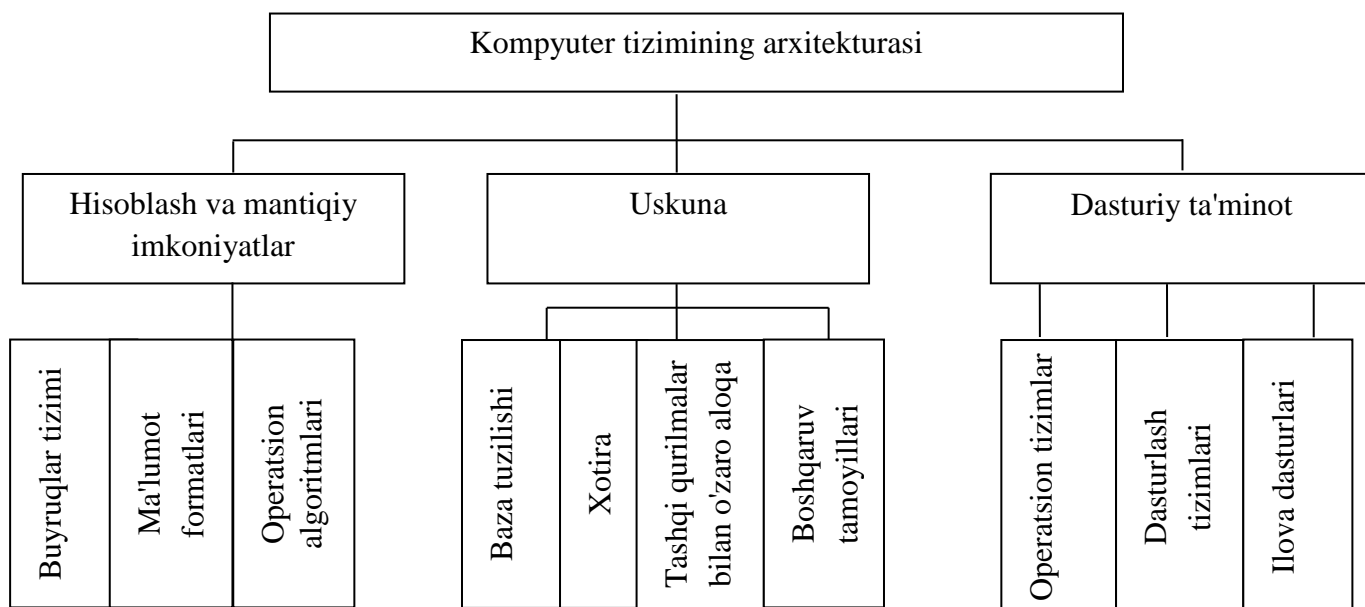 Kompyuter tizimining arxitekturasi
Hisoblash va mantiqiy
imkoniyatlar
Uskuna
Dasturiy ta'minot
Buyruqlar tizimi
Ma'lumot
formatlari
Operatsion
algoritmlari
Baza tuzilishi
Xotira
Tashqi qurilmalar
bilan o'zaro aloqa
Boshqaruv
tamoyillari
Operatsion tizimlar
Dasturlash
tizimlari
Ilova dasturlari